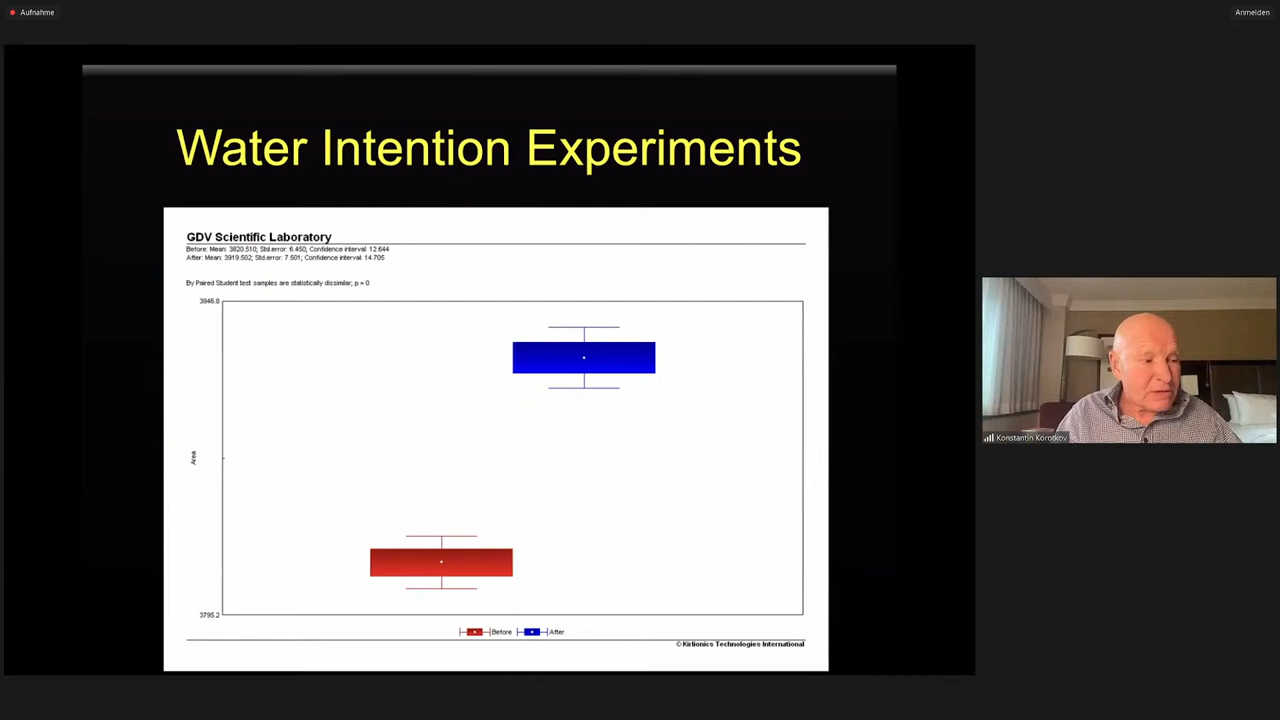 Aufnahme
Anmelden
Water Intention Experiments
GDV Scientific Laboratory
Before: Mean: 3820.510; Std.error: 6.450; Confidence interval: 12.644
After: Mean: 3919.502; Std.error: 7.501; Confidence interval: 14.705
By Paired Student test samples are statistically dissimilar; p = 0
3946.8
Area
3795.2
Before After
© Kirlionics Technologies International
Konstantin Korotkov